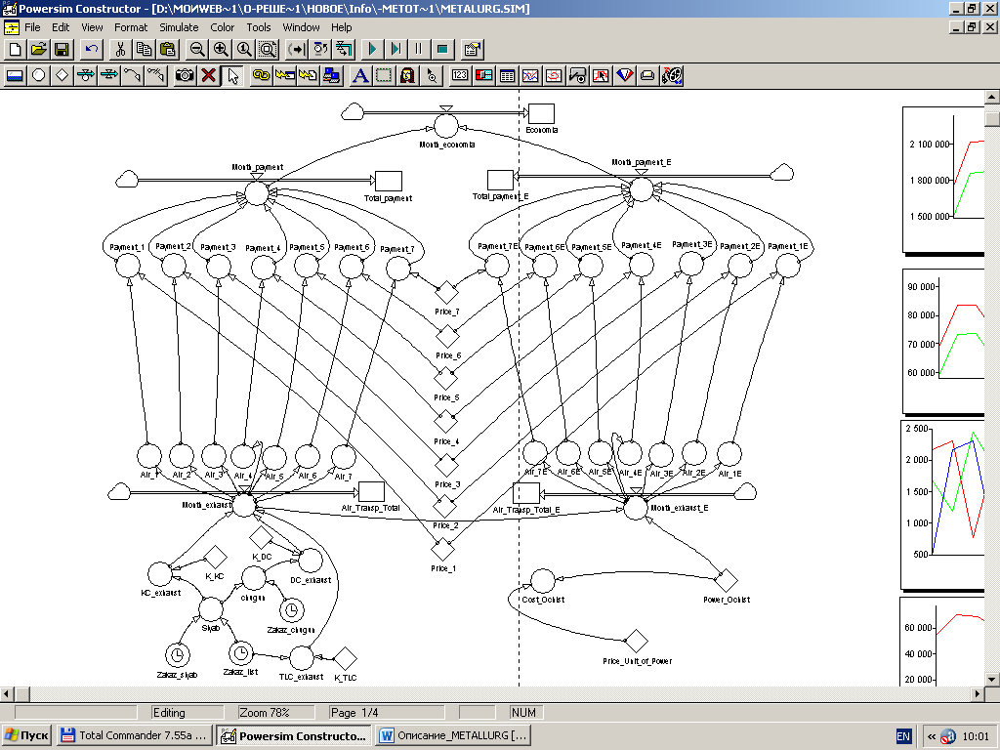 Powersim Constructor - [D:\МОИWEB~1\О-РЕШЕ~1\НОВОЕ\Info\-МЕТОТ~1\METALURG.SIM]
File Edit View Format Simulate Color Tools Window Help
Economia
Month_economia
Month_payment
Month_payment_E
Total_payment
Total_payment_E
Payment_1 Payment_2 Payment_3 Payment_4 Payment_5 Payment_6 Payment_7 Payment_7E Payment_6E Payment_5E Payment_4E Payment_3E Payment_2E Payment_1E
Price_7
Price_6
Price_5
Price_4
Price_3
Price_2
Price_1
Air_1 Air_2 Air_3 Air_4 Air_5 Air_6 Air_7
Air_7E Air_6E Air_5E Air_4E Air_3E Air_2E Air_1E
Month_exhaust
Air_Transp_Total
Air_Transp_Total_E
Month_exhaust_E
K_KC
K_DC
KC_exhaust
DC_exhaust
chugun
Slyab
Zakaz_chugun
Zakaz_slyab
Zakaz_list
TLC_exhaust
K_TLC
Cost_Ochist
Power_Ochist
Price_Unit_of_Power
2 100 000
1 800 000
1 500 000
90 000
80 000
70 000
60 000
2 500
2 000
1 500
1 000
500
60 000
40 000
20 000
Editing Zoom 78% Page 1/4 NUM
Пуск Total Commander 7.55a ... Powersim Constructo... Описание_METALLURG [... EN « 10:01